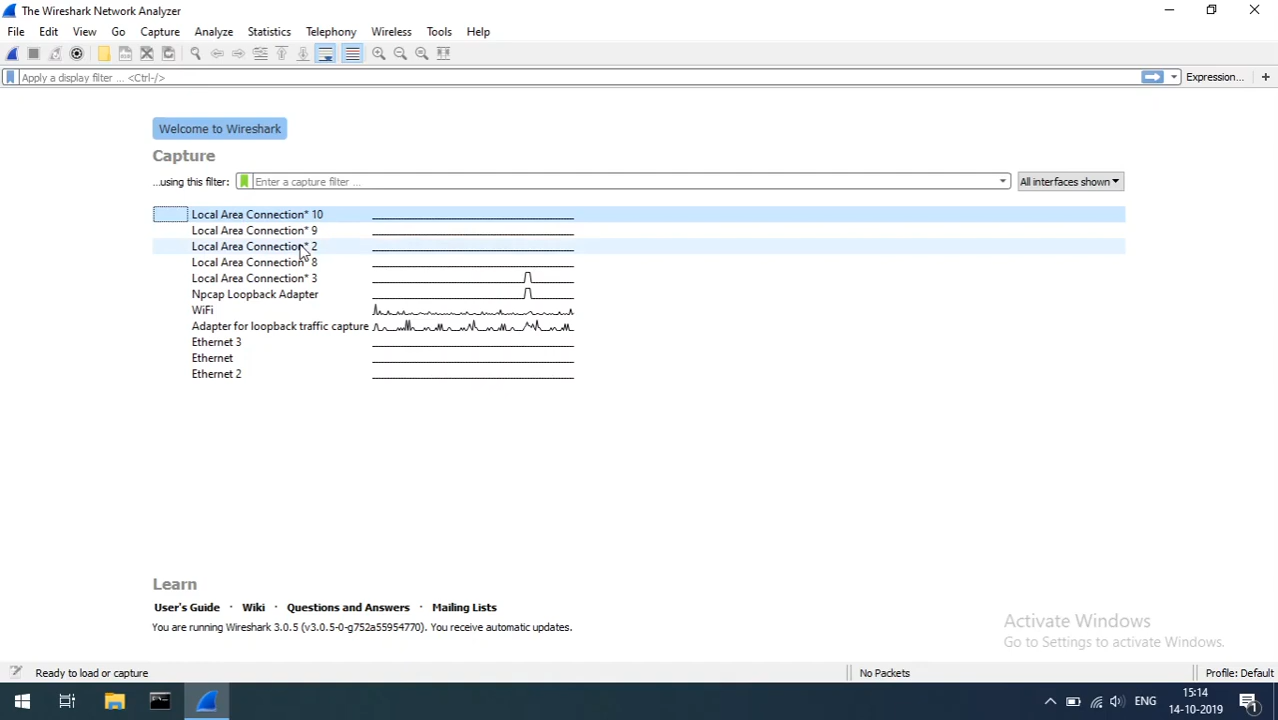 The Wireshark Network Analyzer
File Edit View Go Capture Analyze Statistics Telephony Wireless Tools Help
Apply a display filter ... <Ctrl-/> Expression... +
Welcome to Wireshark
Capture
...using this filter: Enter a capture filter ... All interfaces shown
Local Area Connection* 10
Local Area Connection* 9
Local Area Connection* 2
Local Area Connection* 8
Local Area Connection* 3
Npcap Loopback Adapter
WiFi
Adapter for loopback traffic capture
Ethernet 3
Ethernet
Ethernet 2
Learn
User's Guide · Wiki · Questions and Answers · Mailing Lists
You are running Wireshark 3.0.5 (v3.0.5-0-g752a55954770). You receive automatic updates.
Activate Windows
Go to Settings to activate Windows.
Ready to load or capture No Packets Profile: Default
ENG 15:14
14-10-2019
1